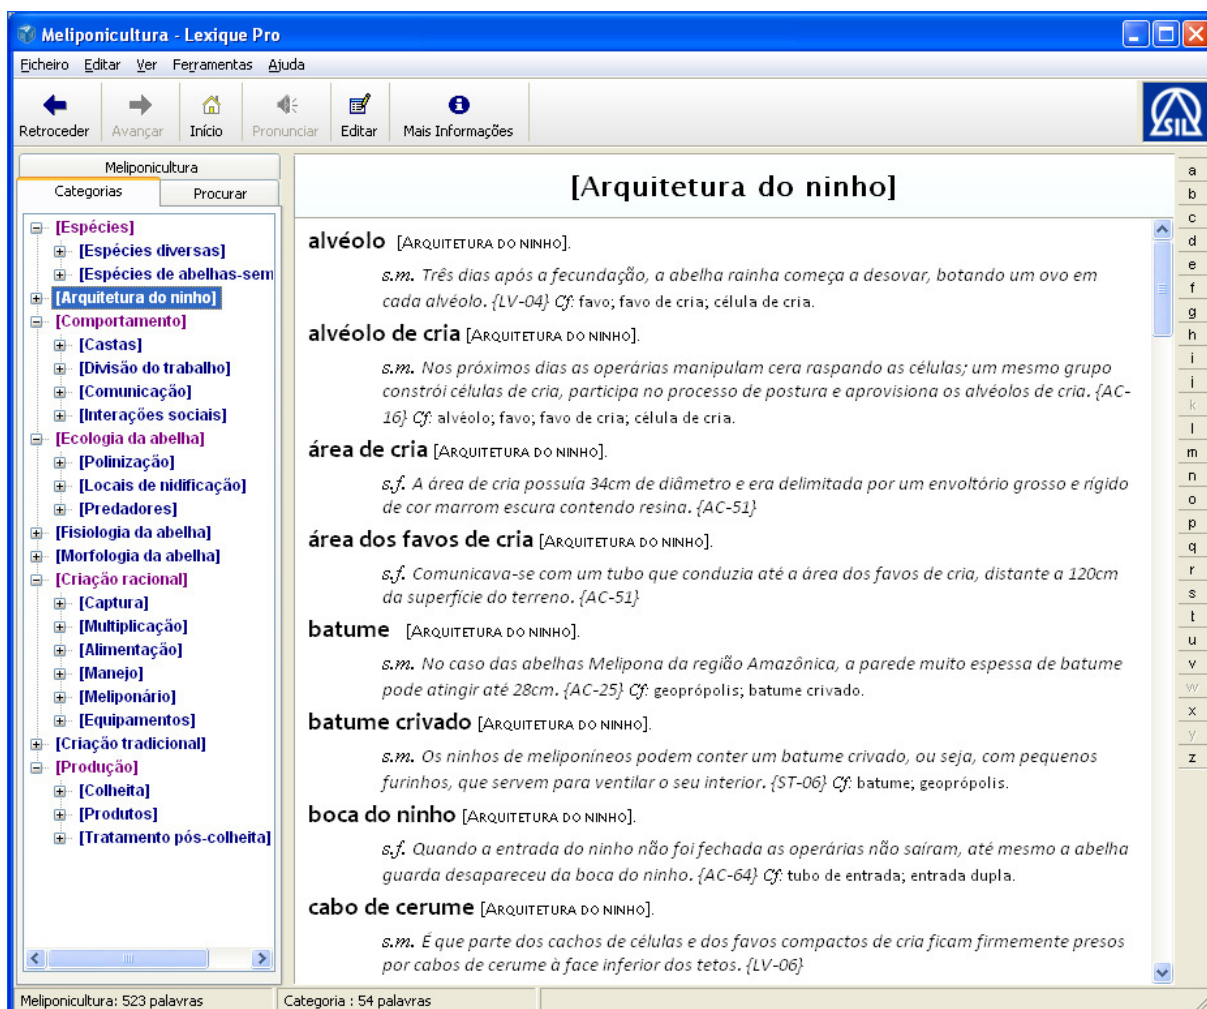 Meliponicultura - Lexique Pro
Ficheiro Editar Ver Ferramentas Ajuda
Retroceder Avançar Início Pronunciar Editar Mais Informações
SIL
Meliponicultura
Categorias Procurar
[Espécies]
[Espécies diversas]
[Espécies de abelhas-sem
[Arquitetura do ninho]
[Comportamento]
[Castas]
[Divisão do trabalho]
[Comunicação]
[Interações sociais]
[Ecologia da abelha]
[Polinização]
[Locais de nidificação]
[Predadores]
[Fisiologia da abelha]
[Morfologia da abelha]
[Criação racional]
[Captura]
[Multiplicação]
[Alimentação]
[Manejo]
[Meliponário]
[Equipamentos]
[Criação tradicional]
[Produção]
[Colheita]
[Produtos]
[Tratamento pós-colheita]
[Arquitetura do ninho]
alvéolo [ARQUITETURA DO NINHO].
s.m. Três dias após a fecundação, a abelha rainha começa a desovar, botando um ovo em
cada alvéolo. {LV-04} Cf: favo; favo de cria; célula de cria.
alvéolo de cria [ARQUITETURA DO NINHO].
s.m. Nos próximos dias as operárias manipulam cera raspando as células; um mesmo grupo
constrói células de cria, participa no processo de postura e aprovisiona os alvéolos de cria. {AC-
16} Cf: alvéolo; favo; favo de cria; célula de cria.
área de cria [ARQUITETURA DO NINHO].
s.f. A área de cria possuía 34cm de diâmetro e era delimitada por um envoltório grosso e rígido
de cor marrom escura contendo resina. {AC-51}
área dos favos de cria [ARQUITETURA DO NINHO].
s.f. Comunicava-se com um tubo que conduzia até a área dos favos de cria, distante a 120cm
da superfície do terreno. {AC-51}
batume [ARQUITETURA DO NINHO].
s.m. No caso das abelhas Melipona da região Amazônica, a parede muito espessa de batume
pode atingir até 28cm. {AC-25} Cf: geoprópolis; batume crivado.
batume crivado [ARQUITETURA DO NINHO].
s.m. Os ninhos de meliponíneos podem conter um batume crivado, ou seja, com pequenos
furinhos, que servem para ventilar o seu interior. {ST-06} Cf: batume; geoprópolis.
boca do ninho [ARQUITETURA DO NINHO].
s.f. Quando a entrada do ninho não foi fechada as operárias não saíram, até mesmo a abelha
guarda desapareceu da boca do ninho. {AC-64} Cf: tubo de entrada; entrada dupla.
cabo de cerume [ARQUITETURA DO NINHO].
s.m. É que parte dos cachos de células e dos favos compactos de cria ficam firmemente presos
por cabos de cerume à face inferior dos tetos. {LV-06}
a
b
c
d
e
f
g
h
i
j
k
l
m
n
o
p
q
r
s
t
u
v
w
x
y
z
Meliponicultura: 523 palavras Categoria : 54 palavras